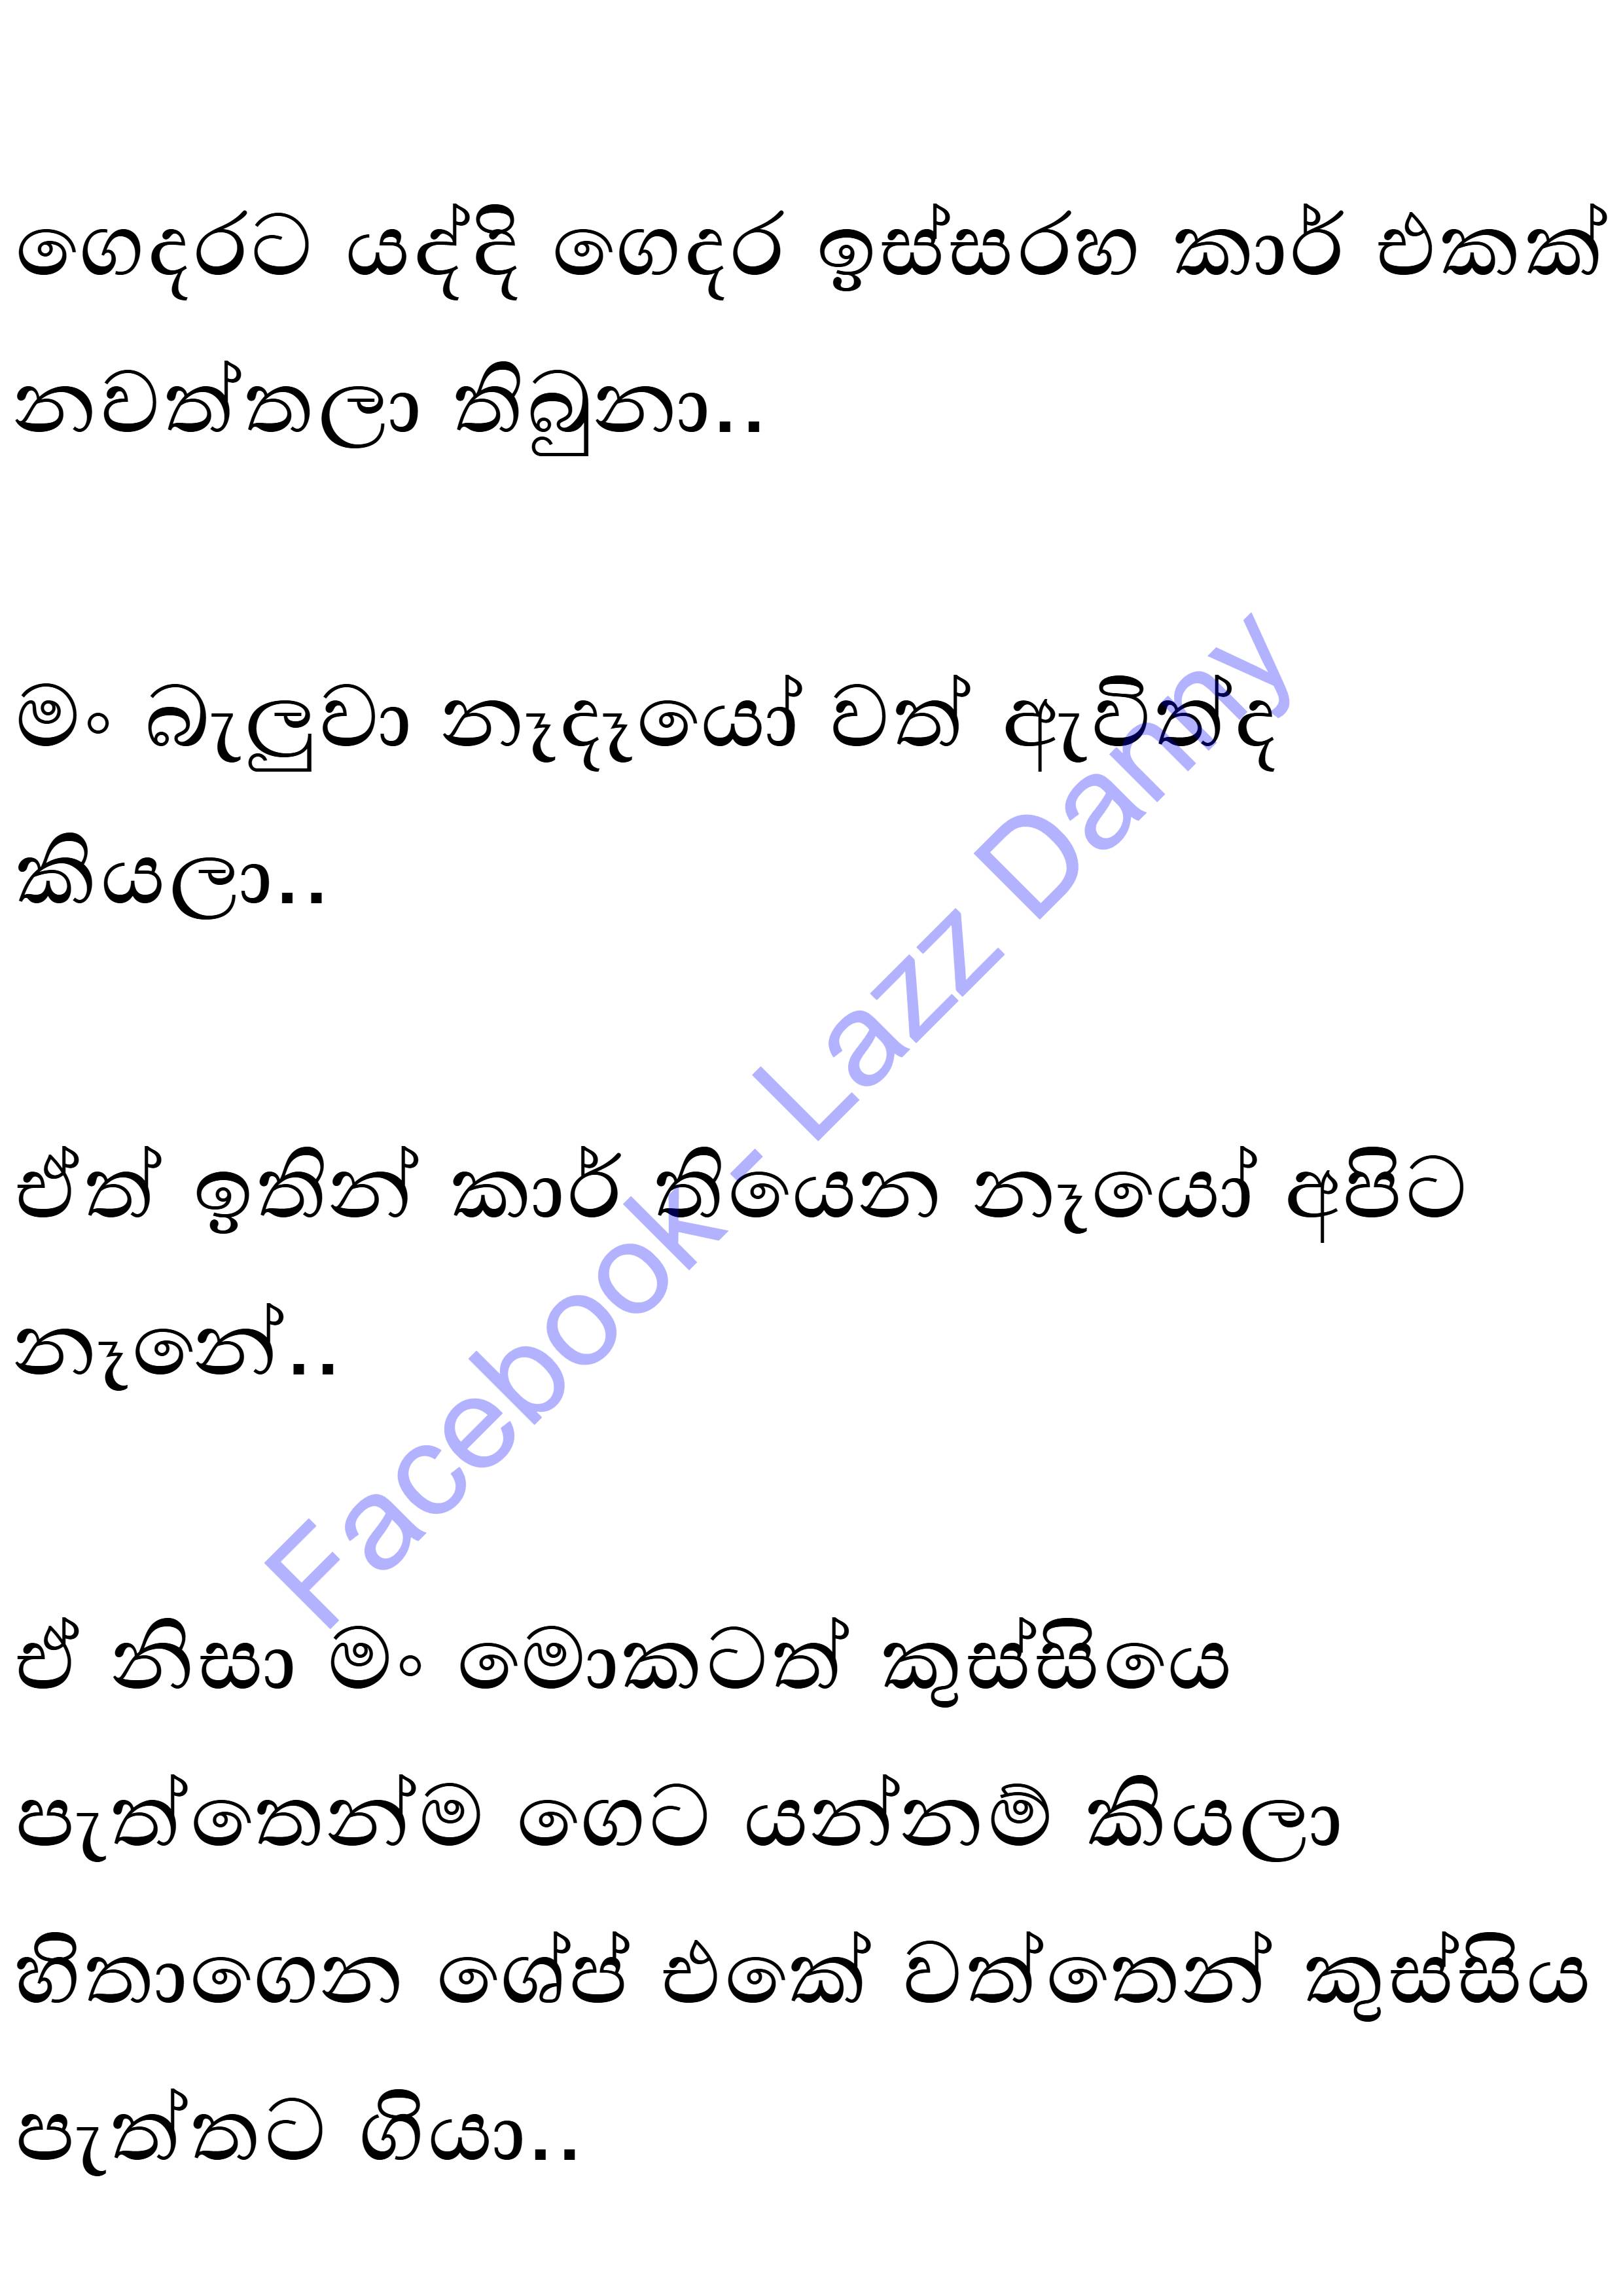 ගෙදරට යද්දි ගෙදර ඉස්සරහ කාර් එකක්
නවත්තලා තිබුනා..
මං බැලුවා නෑදෑයෝ වත් ඇවිත්ද
කියලා..
ඒත් ඉතින් කාර් තියෙන නෑයෝ අපිට
නෑනේ..
ඒ නිසා මං මොකටත් කුස්සියෙ
පැත්තෙන්ම ගෙට යන්නම් කියලා
හිතාගෙන ශේප් එකේ වත්තෙන් කුස්සිය
පැත්තට ගියා..
Facebook- Lazz Danny